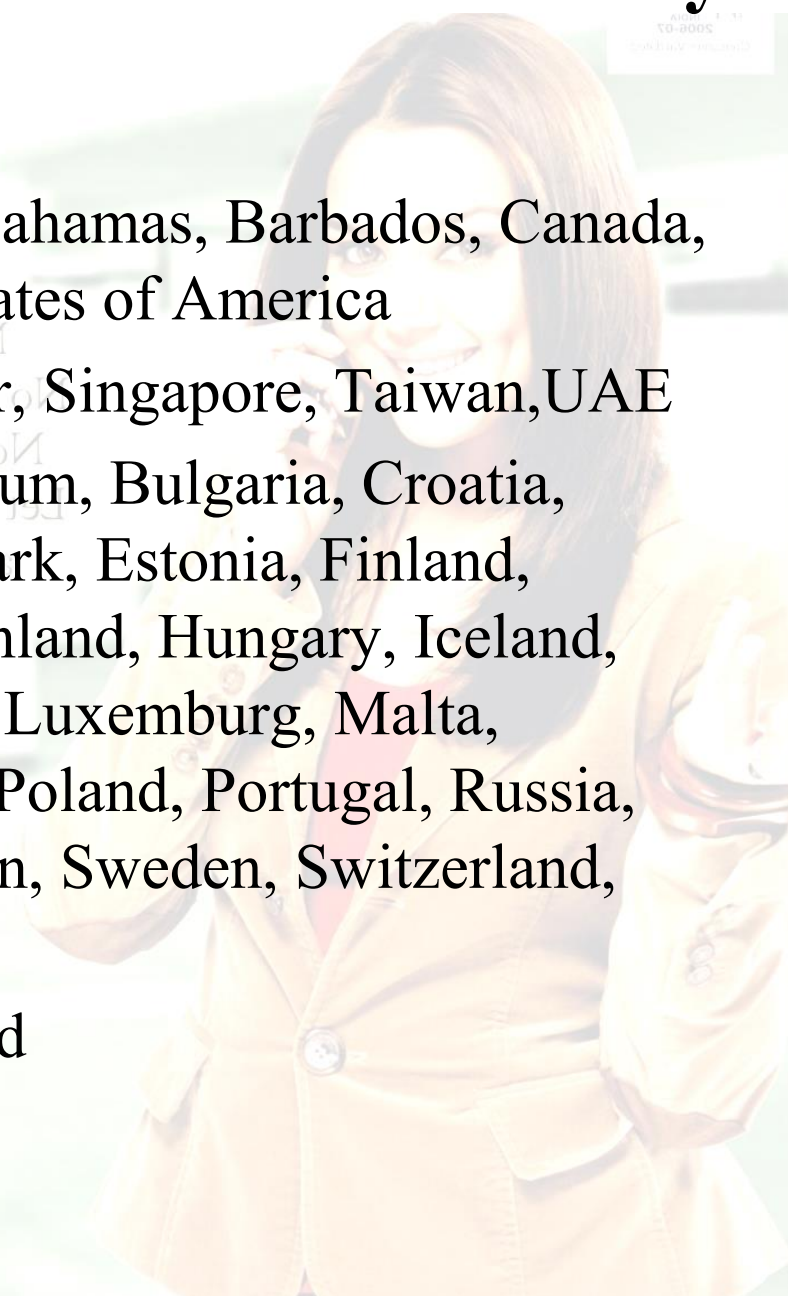 ahamas, Barbados, Canada,
ates of America
r, Singapore, Taiwan,UAE
um, Bulgaria, Croatia,
ark, Estonia, Finland,
nland, Hungary, Iceland,
Luxemburg, Malta,
Poland, Portugal, Russia,
n, Sweden, Switzerland,
d